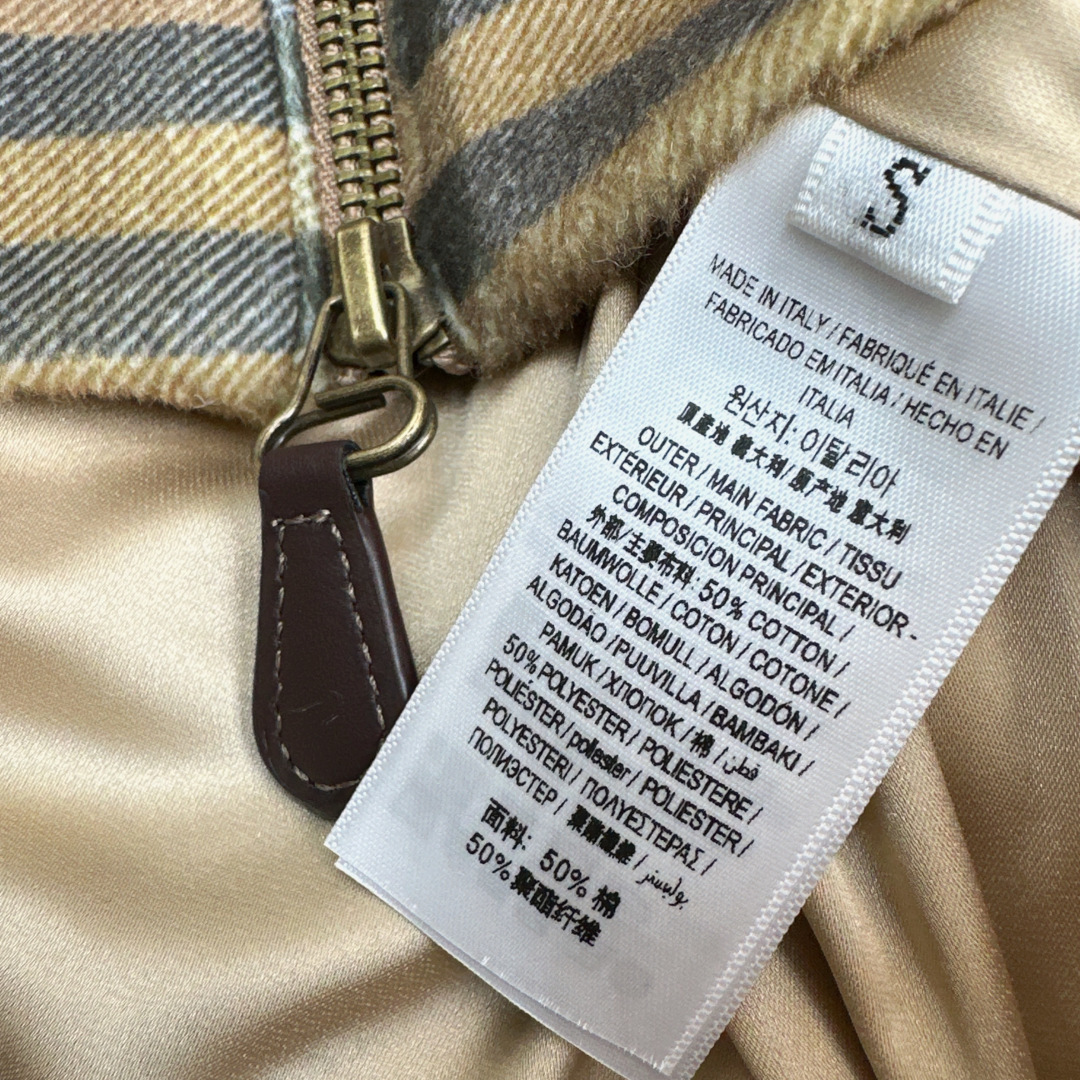 S
MADE IN ITALY / FABRIQUÉ EN ITALIE /
FABRICADO EM ITALIA / HECHO EN
ITALIA
원산지: 이탈리아
原産地 義大利/ 原产地 意大利
OUTER / MAIN FABRIC / TISSU
EXTÉRIEUR / PRINCIPAL / EXTERIOR -
COMPOSICION PRINCIPAL /
外部/主要布料: 50% COTTON /
BAUMWOLLE / COTON / COTONE /
KATOEN / BOMULL / ALGODÓN /
ALGODÃO / PUUVILLA / BAMBAKI /
PAMUK / ХΠΟΠΟΚ / 棉 / قطن /
50% POLYESTER / POLIESTERE /
POLIÉSTER / poliester / POLIESTER /
POLYESTERI / ΠΟΛΥΕΣΤΕΡΑΣ /
ПОЛИЭСТЕР / 聚酯纖維 / بوليستر
面料: 50% 棉
50% 聚酯纤维